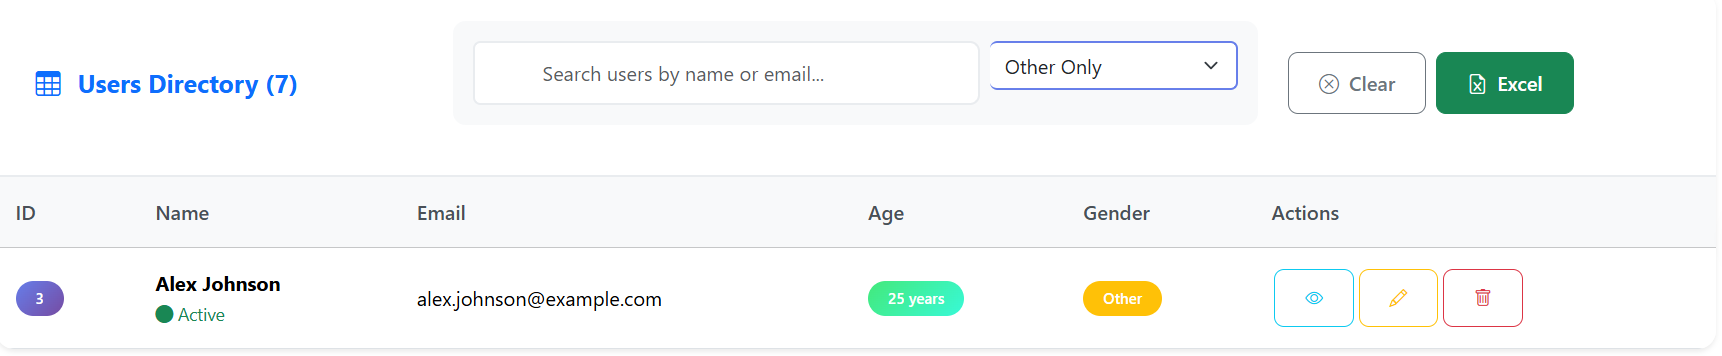 Users Directory (7)
Search users by name or email...
Other Only
Clear
Excel
ID Name Email Age Gender Actions
3 Alex Johnson alex.johnson@example.com 25 years Other
Active